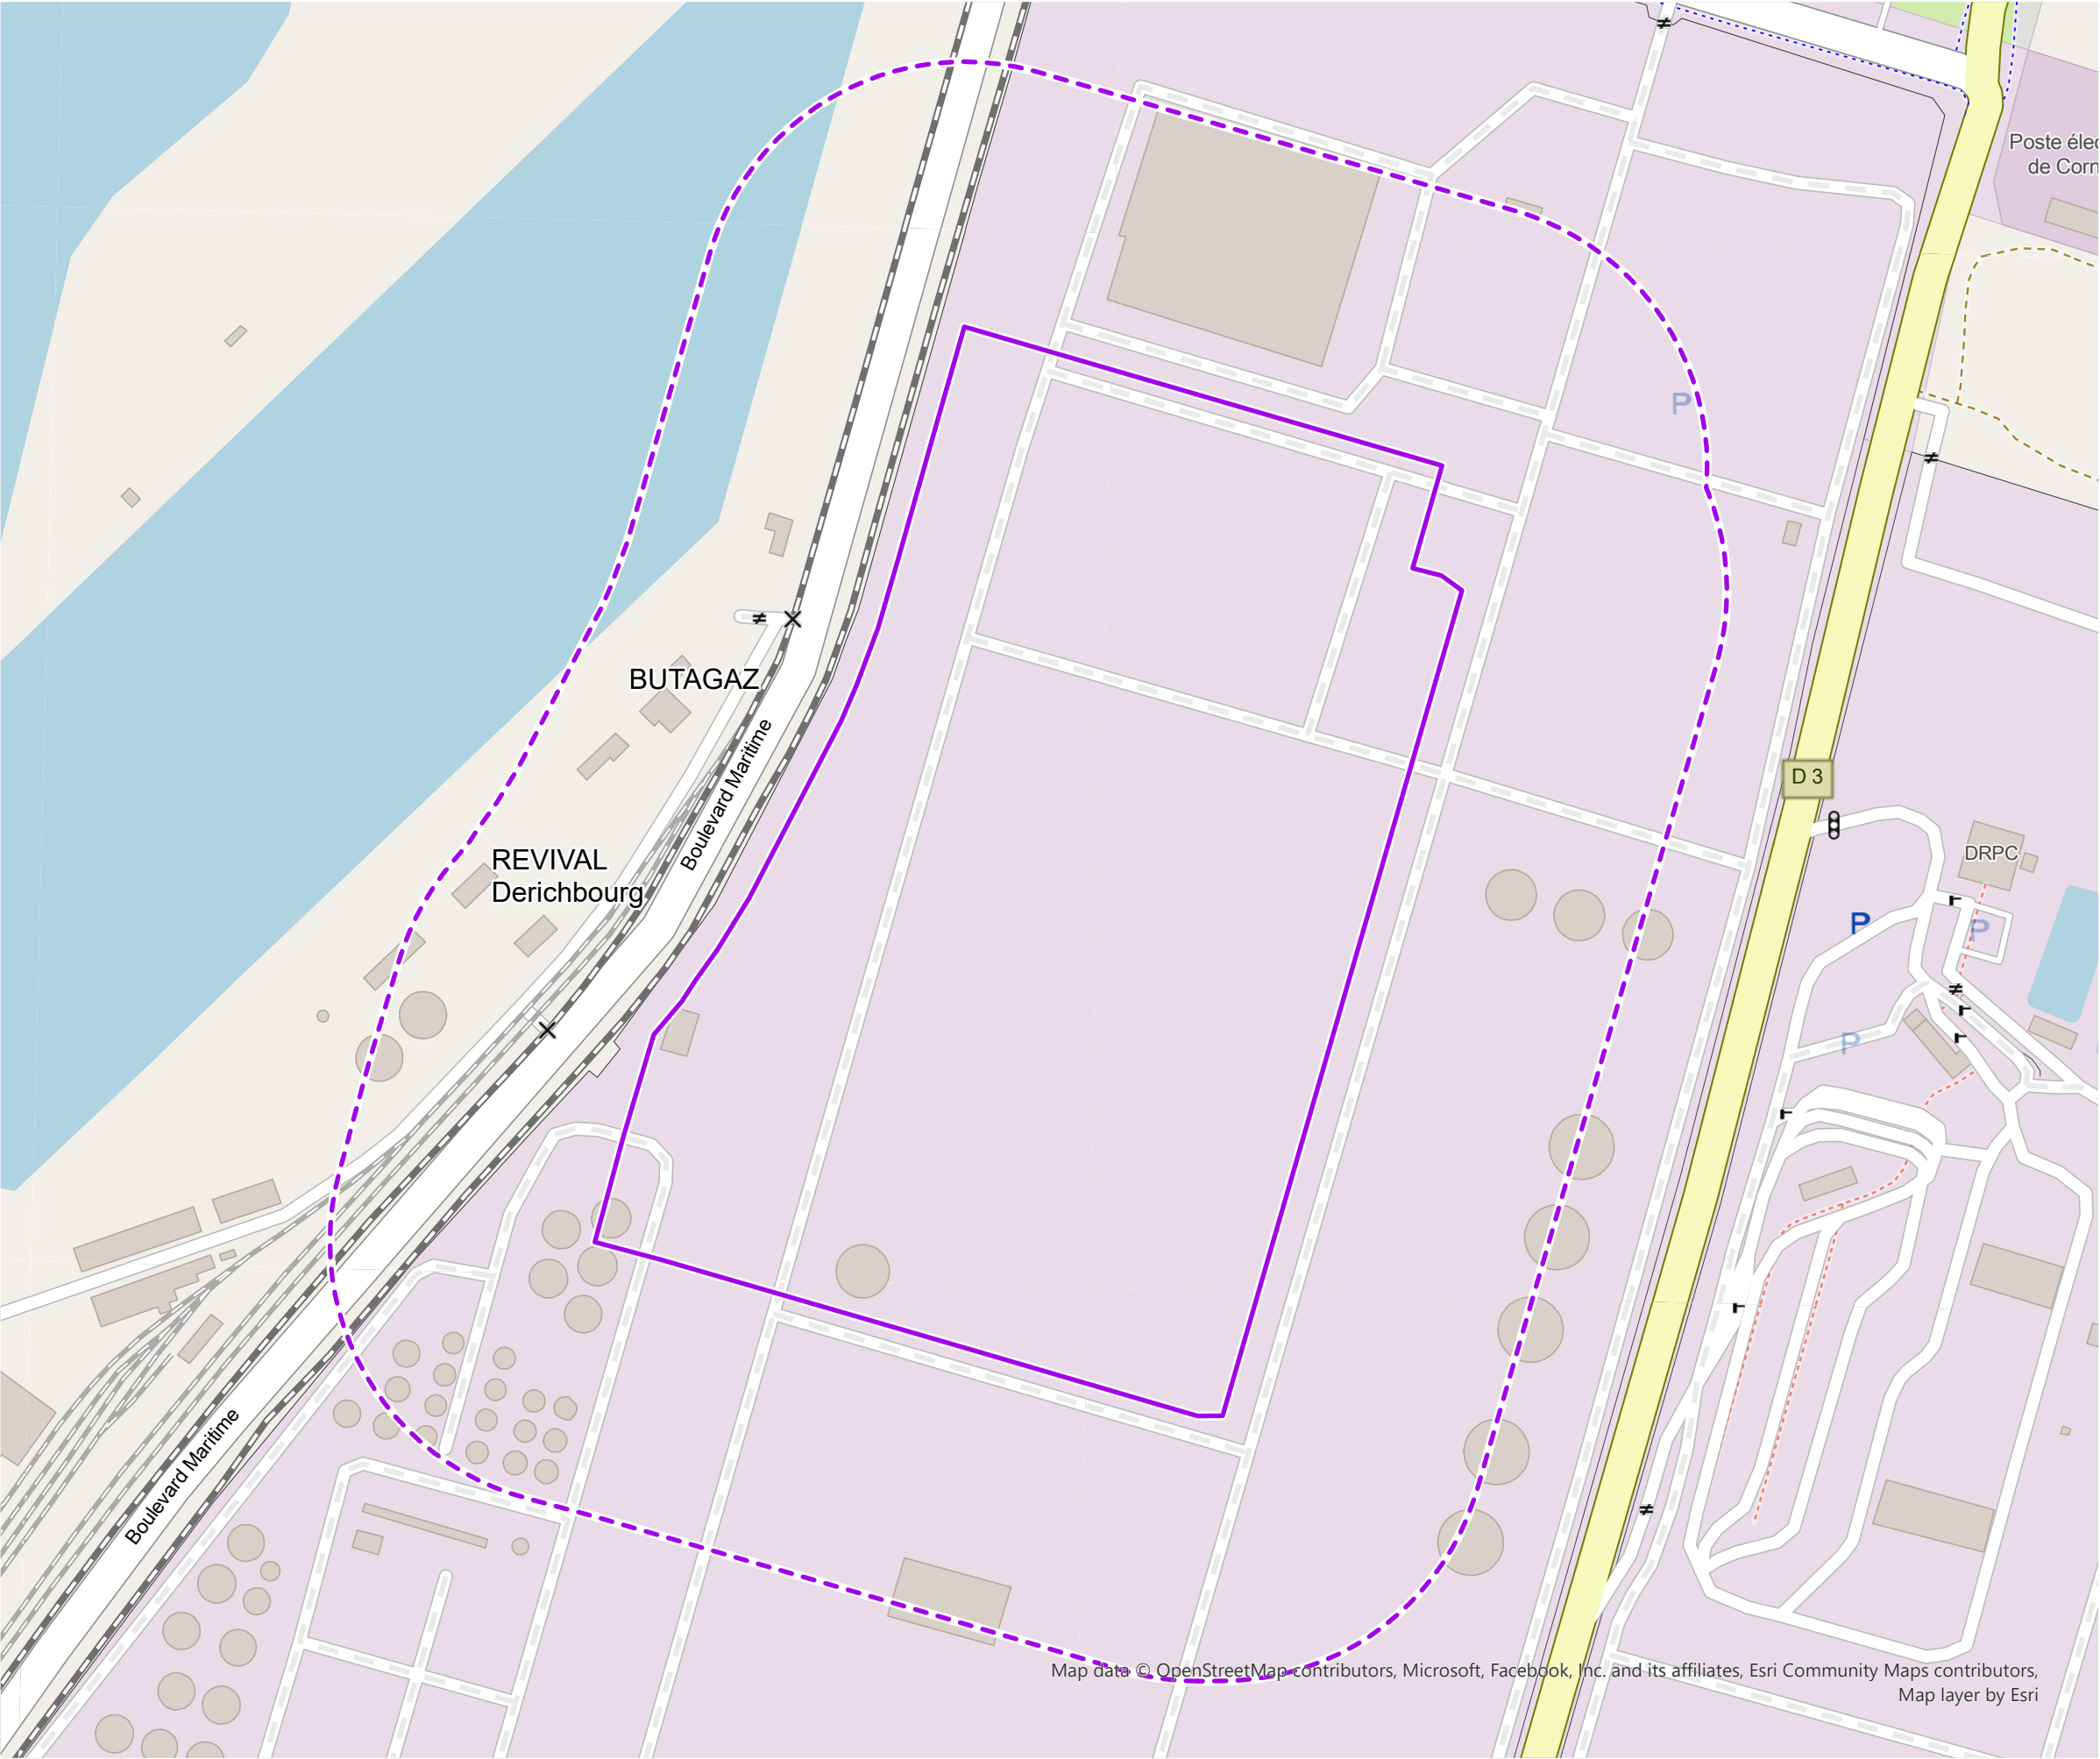 Poste élec
de Corn
P
BUTAGAZ
Boulevard Maritime
D 3
REVIVAL
Derichbourg
DRPC
P
P
P
Boulevard Maritime
Map data © OpenStreetMap contributors, Microsoft, Facebook, Inc. and its affiliates, Esri Community Maps contributors,
Map layer by Esri